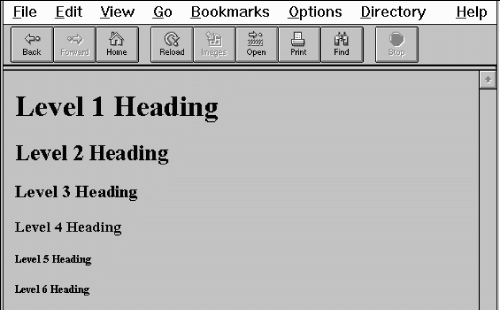 File Edit View Go Bookmarks Options Directory Help
Back Forward Home Reload Images Open Print Find Stop
Level 1 Heading
Level 2 Heading
Level 3 Heading
Level 4 Heading
Level 5 Heading
Level 6 Heading